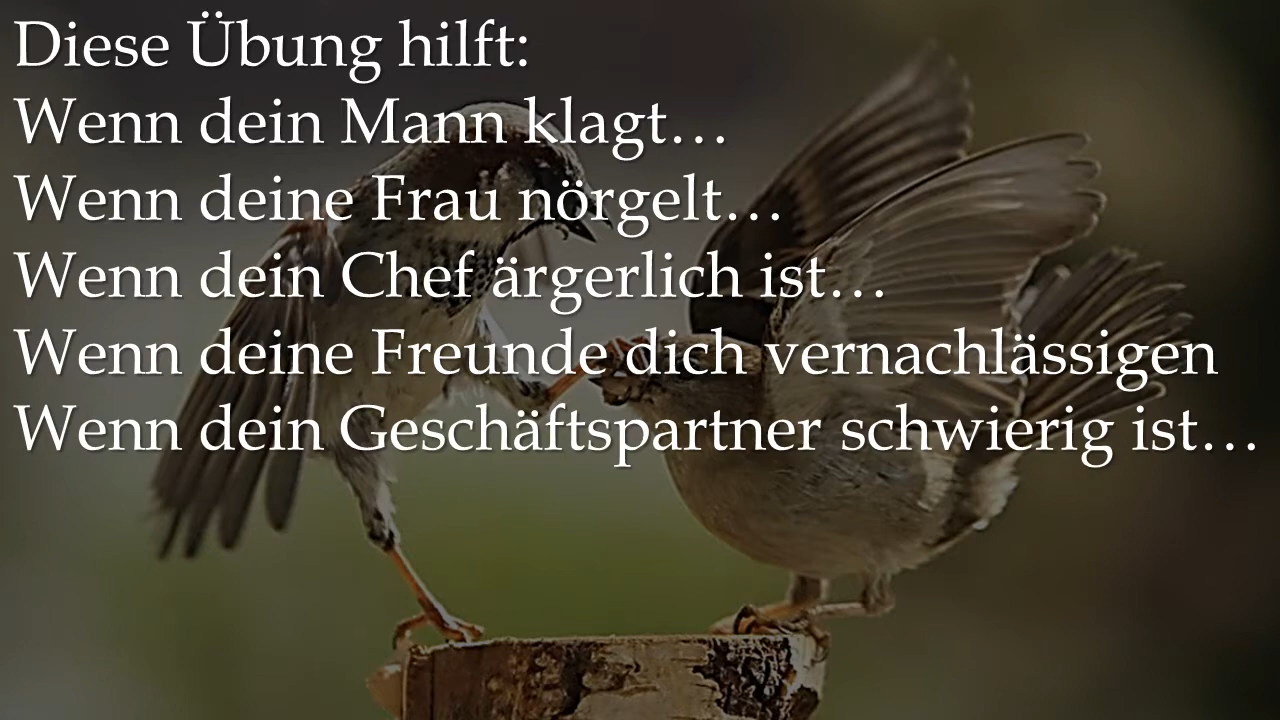 Diese Übung hilft:
Wenn dein Mann klagt…
Wenn deine Frau nörgelt…
Wenn dein Chef ärgerlich ist…
Wenn deine Freunde dich vernachlässigen
Wenn dein Geschäftspartner schwierig ist…